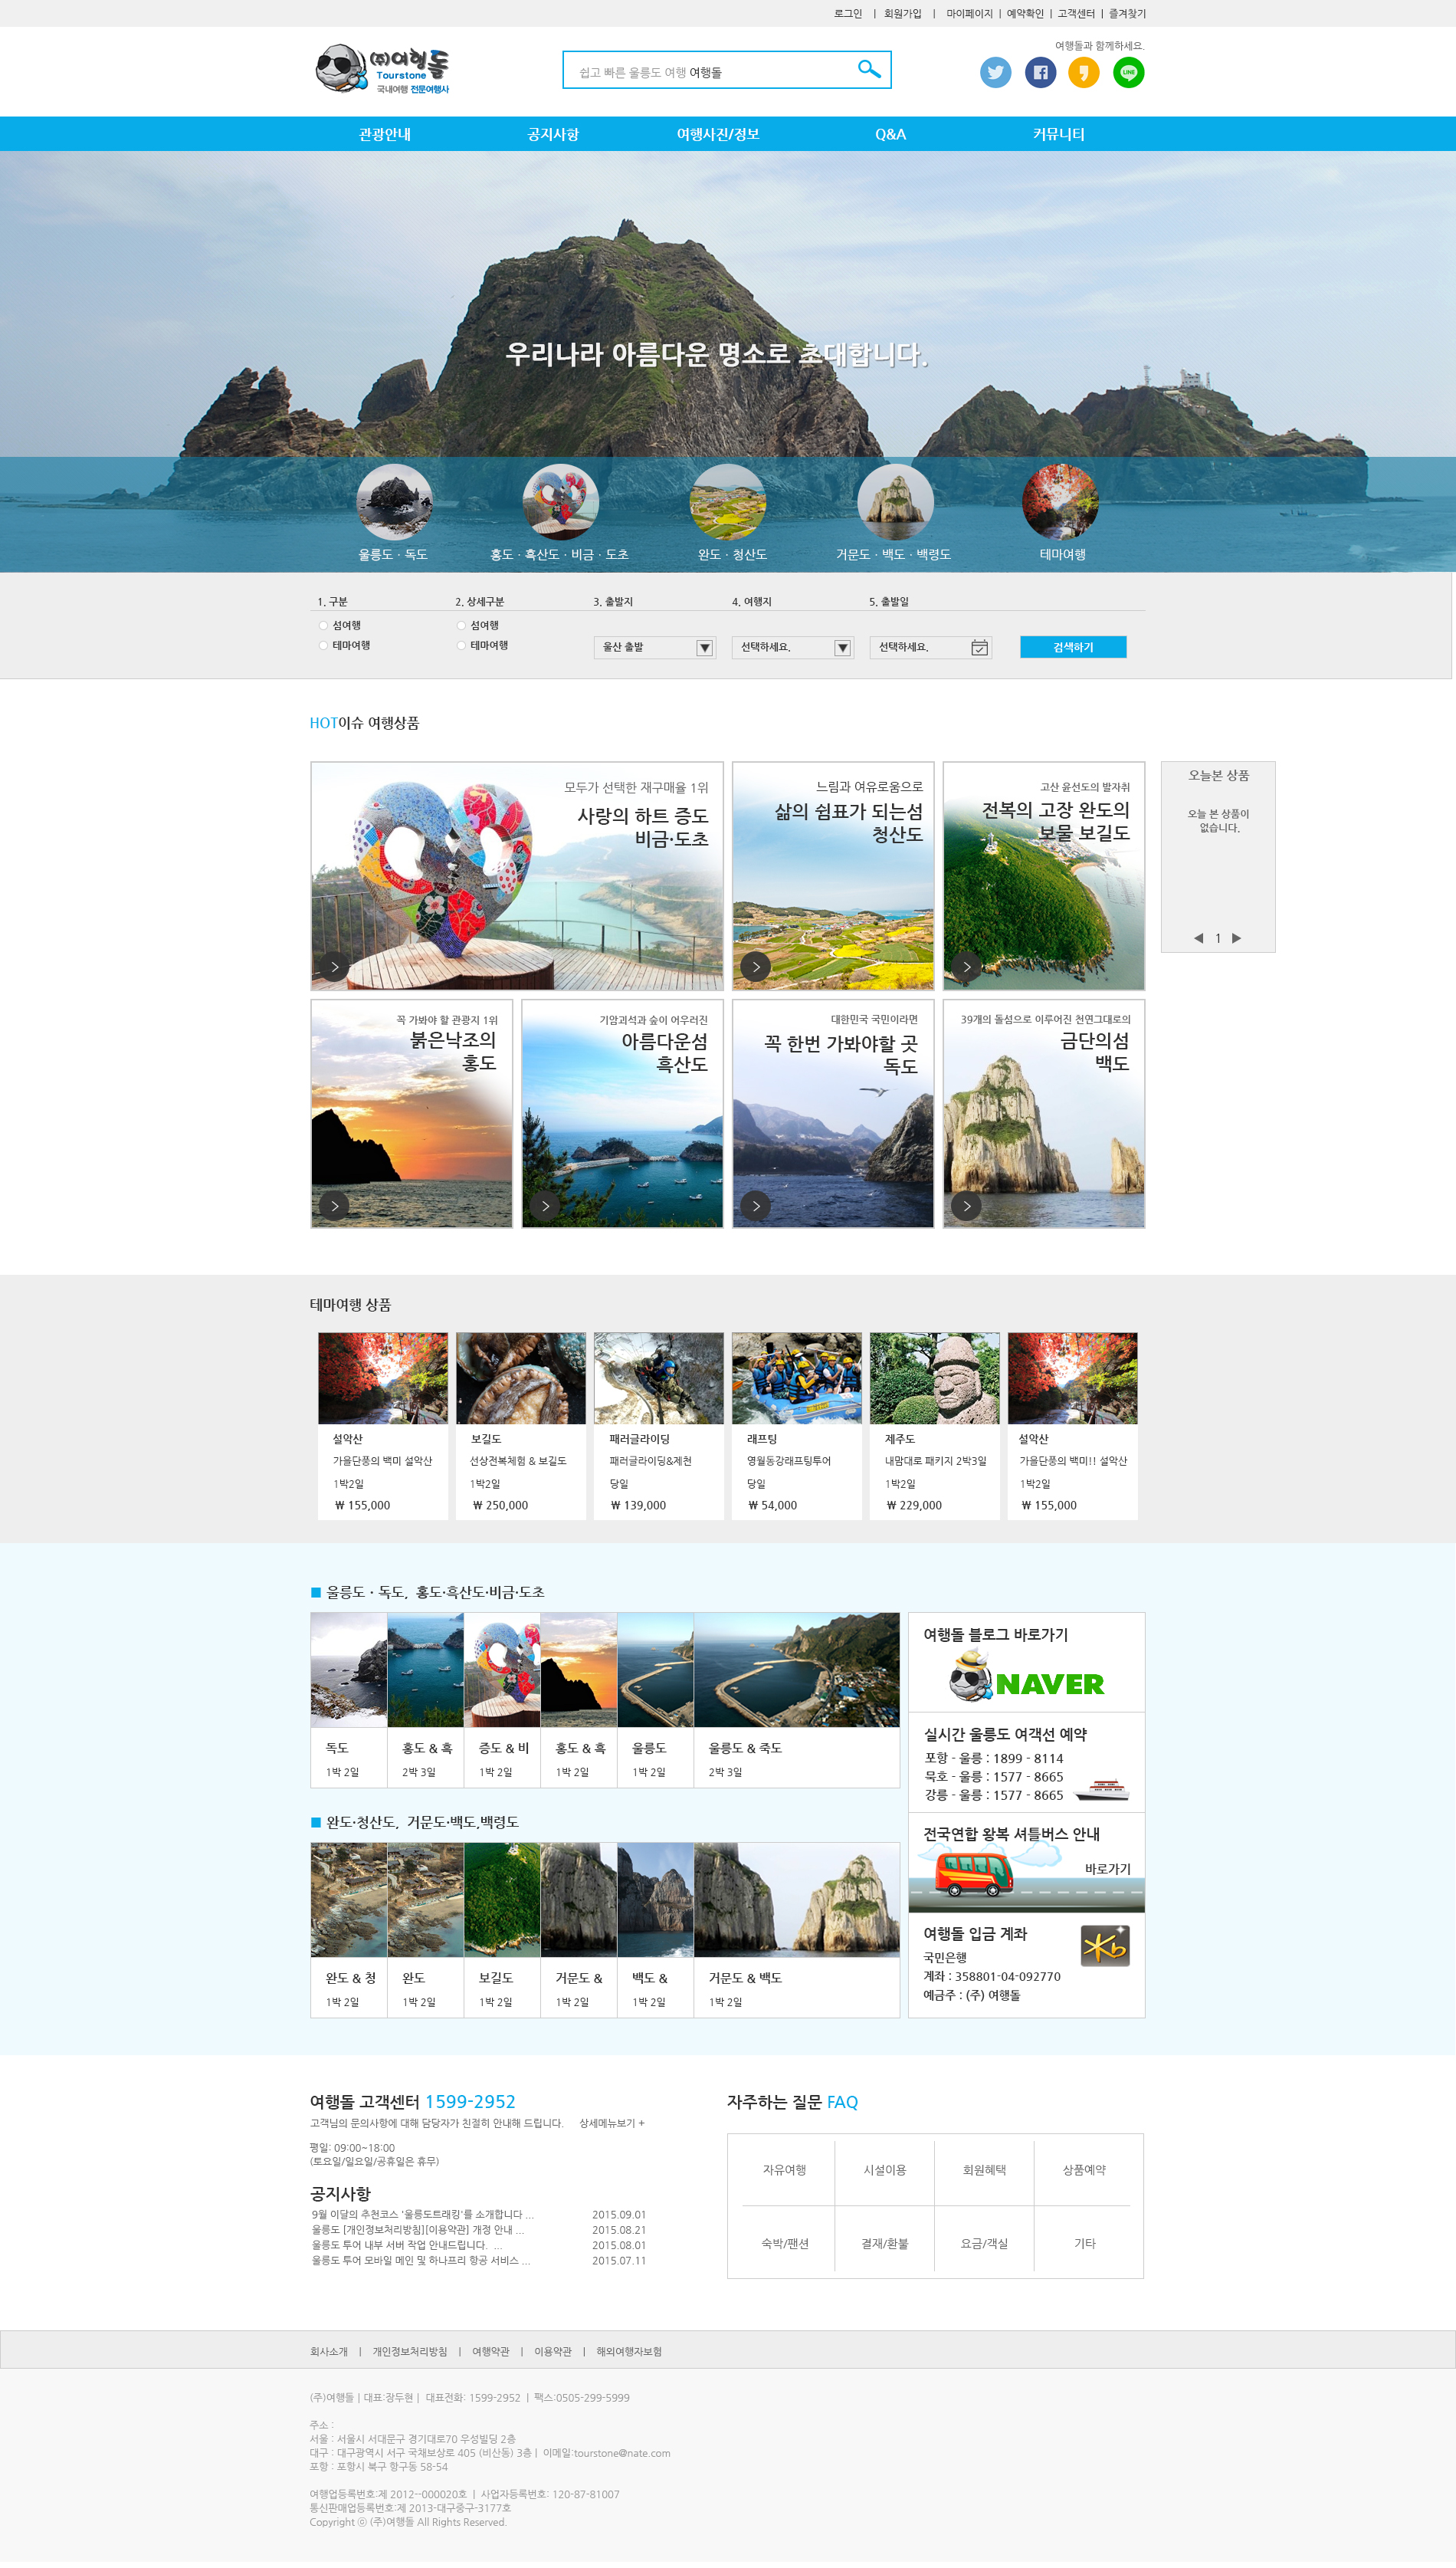 로그인 | 회원가입 | 마이페이지 | 예약확인 | 고객센터 | 즐겨찾기
(주)여행돌
Tourstone
국내여행 전문여행사
쉽고 빠른 울릉도 여행 여행돌
여행돌과 함께하세요.
LINE
관광안내 공지사항 여행사진/정보 Q&A 커뮤니티
우리나라 아름다운 명소로 초대합니다.
울릉도 · 독도 홍도 · 흑산도 · 비금 · 도초 완도 · 청산도 거문도 · 백도 · 백령도 테마여행
1. 구분 2. 상세구분 3. 출발지 4. 여행지 5. 출발일
섬여행 섬여행
테마여행 테마여행
울산 출발 선택하세요. 선택하세요. 검색하기
HOT이슈 여행상품
모두가 선택한 재구매율 1위
사랑의 하트 증도
비금·도초
느림과 여유로움으로
삶의 쉼표가 되는섬
청산도
고산 윤선도의 발자취
전복의 고장 완도의
보물 보길도
오늘본 상품
오늘 본 상품이
없습니다.
1
꼭 가봐야 할 관광지 1위
붉은낙조의
홍도
기암괴석과 숲이 어우러진
아름다운섬
흑산도
대한민국 국민이라면
꼭 한번 가봐야할 곳
독도
39개의 돌섬으로 이루어진 천연그대로의
금단의섬
백도
테마여행 상품
설악산 보길도 패러글라이딩 래프팅 제주도 설악산
가을단풍의 백미 설악산 선상전복체험 & 보길도 패러글라이딩&제천 영월동강래프팅투어 내맘대로 패키지 2박3일 가을단풍의 백미!! 설악산
1박2일 1박2일 당일 당일 1박2일 1박2일
₩ 155,000 ₩ 250,000 ₩ 139,000 ₩ 54,000 ₩ 229,000 ₩ 155,000
울릉도 · 독도, 홍도·흑산도·비금·도초
독도 홍도 & 흑 증도 & 비 홍도 & 흑 울릉도 울릉도 & 죽도
1박 2일 2박 3일 1박 2일 1박 2일 1박 2일 2박 3일
완도·청산도, 거문도·백도,백령도
완도 & 청 완도 보길도 거문도 & 백도 & 거문도 & 백도
1박 2일 1박 2일 1박 2일 1박 2일 1박 2일 1박 2일
여행돌 블로그 바로가기
NAVER
실시간 울릉도 여객선 예약
포항 - 울릉 : 1899 - 8114
묵호 - 울릉 : 1577 - 8665
강릉 - 울릉 : 1577 - 8665
전국연합 왕복 셔틀버스 안내
바로가기
여행돌 입금 계좌
국민은행
계좌 : 358801-04-092770
예금주 : (주) 여행돌
여행돌 고객센터 1599-2952
고객님의 문의사항에 대해 담당자가 친절히 안내해 드립니다. 상세메뉴보기 +
평일: 09:00~18:00
(토요일/일요일/공휴일은 휴무)
공지사항
9월 이달의 추천코스 '울릉도트래킹'를 소개합니다 ... 2015.09.01
울릉도 [개인정보처리방침][이용약관] 개정 안내 ... 2015.08.21
울릉도 투어 내부 서버 작업 안내드립니다. ... 2015.08.01
울릉도 투어 모바일 메인 및 하나프리 항공 서비스 ... 2015.07.11
자주하는 질문 FAQ
자유여행 시설이용 회원혜택 상품예약
숙박/팬션 결재/환불 요금/객실 기타
회사소개 | 개인정보처리방침 | 여행약관 | 이용약관 | 해외여행자보험
(주)여행돌 | 대표:장두현 | 대표전화: 1599-2952 | 팩스:0505-299-5999
주소 :
서울 : 서울시 서대문구 경기대로70 우성빌딩 2층
대구 : 대구광역시 서구 국채보상로 405 (비산동) 3층 | 이메일:tourstone@nate.com
포항 : 포항시 북구 항구동 58-54
여행업등록번호:제 2012--000020호 | 사업자등록번호: 120-87-81007
통신판매업등록번호:제 2013-대구중구-3177호
Copyright ⓒ (주)여행돌 All Rights Reserved.